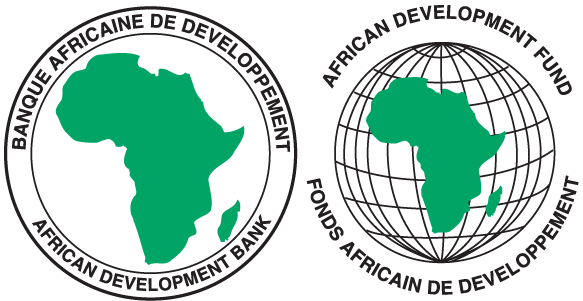 BANQUE AFRICAINE DE DEVELOPPEMENT
AFRICAN DEVELOPMENT BANK
AFRICAN DEVELOPMENT FUND
FONDS AFRICAIN DE DEVELOPPEMENT